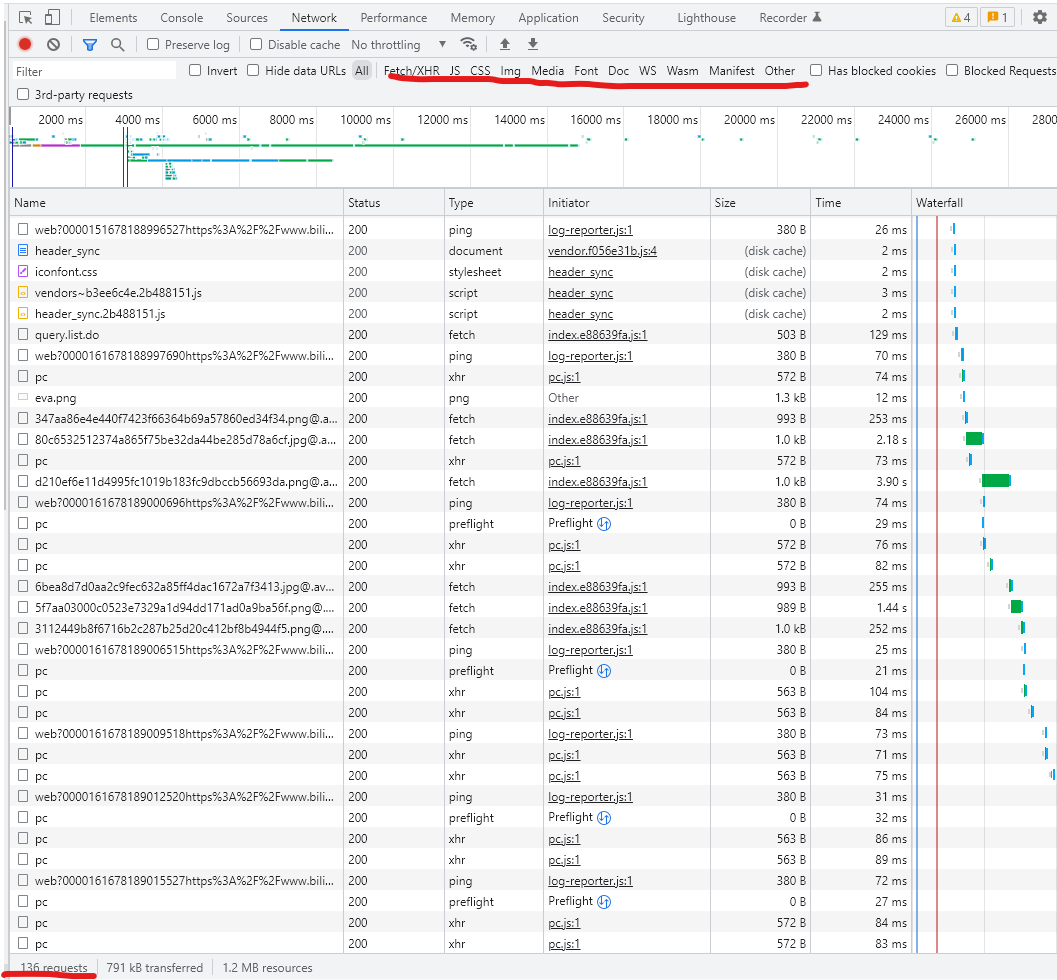 Elements Console Sources Network Performance Memory Application Security Lighthouse Recorder 4 1
Preserve log Disable cache No throttling
Filter Invert Hide data URLs All Fetch/XHR JS CSS Img Media Font Doc WS Wasm Manifest Other Has blocked cookies Blocked Requests
3rd-party requests
2000 ms 4000 ms 6000 ms 8000 ms 10000 ms 12000 ms 14000 ms 16000 ms 18000 ms 20000 ms 22000 ms 24000 ms 26000 ms 28000
Name Status Type Initiator Size Time Waterfall
web?0000151678188996527https%3A%2F%2Fwww.bili... 200 ping log-reporter.js:1 380 B 26 ms
header_sync 200 document vendor.f056e31b.js:4 (disk cache) 2 ms
iconfont.css 200 stylesheet header_sync (disk cache) 2 ms
vendors~b3ee6c4e.2b488151.js 200 script header_sync (disk cache) 3 ms
header_sync.2b488151.js 200 script header_sync (disk cache) 2 ms
query.list.do 200 fetch index.e88639fa.js:1 503 B 129 ms
web?0000161678188997690https%3A%2F%2Fwww.bili... 200 ping log-reporter.js:1 380 B 70 ms
pc 200 xhr pc.js:1 572 B 74 ms
eva.png 200 png Other 1.3 kB 12 ms
347aa86e4e440f7423f66364b69a57860ed34f34.png@.a... 200 fetch index.e88639fa.js:1 993 B 253 ms
80c6532512374a865f75be32da44be285d78a6cf.jpg@.a... 200 fetch index.e88639fa.js:1 1.0 kB 2.18 s
pc 200 xhr pc.js:1 572 B 73 ms
d210ef6e11d4995fc1019b183fc9dbccb56693da.png@.a... 200 fetch index.e88639fa.js:1 1.0 kB 3.90 s
web?0000161678189000696https%3A%2F%2Fwww.bili... 200 ping log-reporter.js:1 380 B 74 ms
pc 200 preflight Preflight 0 B 29 ms
pc 200 xhr pc.js:1 572 B 76 ms
pc 200 xhr pc.js:1 572 B 82 ms
6bea8d7d0aa2c9fec632a85ff4dac1672a7f3413.jpg@.av... 200 fetch index.e88639fa.js:1 993 B 255 ms
5f7aa03000c0523e7329a1d94dd171ad0a9ba56f.png@.... 200 fetch index.e88639fa.js:1 989 B 1.44 s
3112449b8f6716b2c287b25d20c412bf8b4944f5.png@.... 200 fetch index.e88639fa.js:1 1.0 kB 252 ms
web?0000161678189006515https%3A%2F%2Fwww.bili... 200 ping log-reporter.js:1 380 B 25 ms
pc 200 preflight Preflight 0 B 21 ms
pc 200 xhr pc.js:1 563 B 104 ms
pc 200 xhr pc.js:1 563 B 84 ms
web?0000161678189009518https%3A%2F%2Fwww.bili... 200 ping log-reporter.js:1 380 B 73 ms
pc 200 xhr pc.js:1 563 B 71 ms
pc 200 xhr pc.js:1 563 B 75 ms
web?0000161678189012520https%3A%2F%2Fwww.bili... 200 ping log-reporter.js:1 380 B 31 ms
pc 200 preflight Preflight 0 B 32 ms
pc 200 xhr pc.js:1 563 B 86 ms
pc 200 xhr pc.js:1 563 B 89 ms
web?0000161678189015527https%3A%2F%2Fwww.bili... 200 ping log-reporter.js:1 380 B 72 ms
pc 200 preflight Preflight 0 B 27 ms
pc 200 xhr pc.js:1 572 B 84 ms
pc 200 xhr pc.js:1 572 B 83 ms
136 requests 791 kB transferred 1.2 MB resources